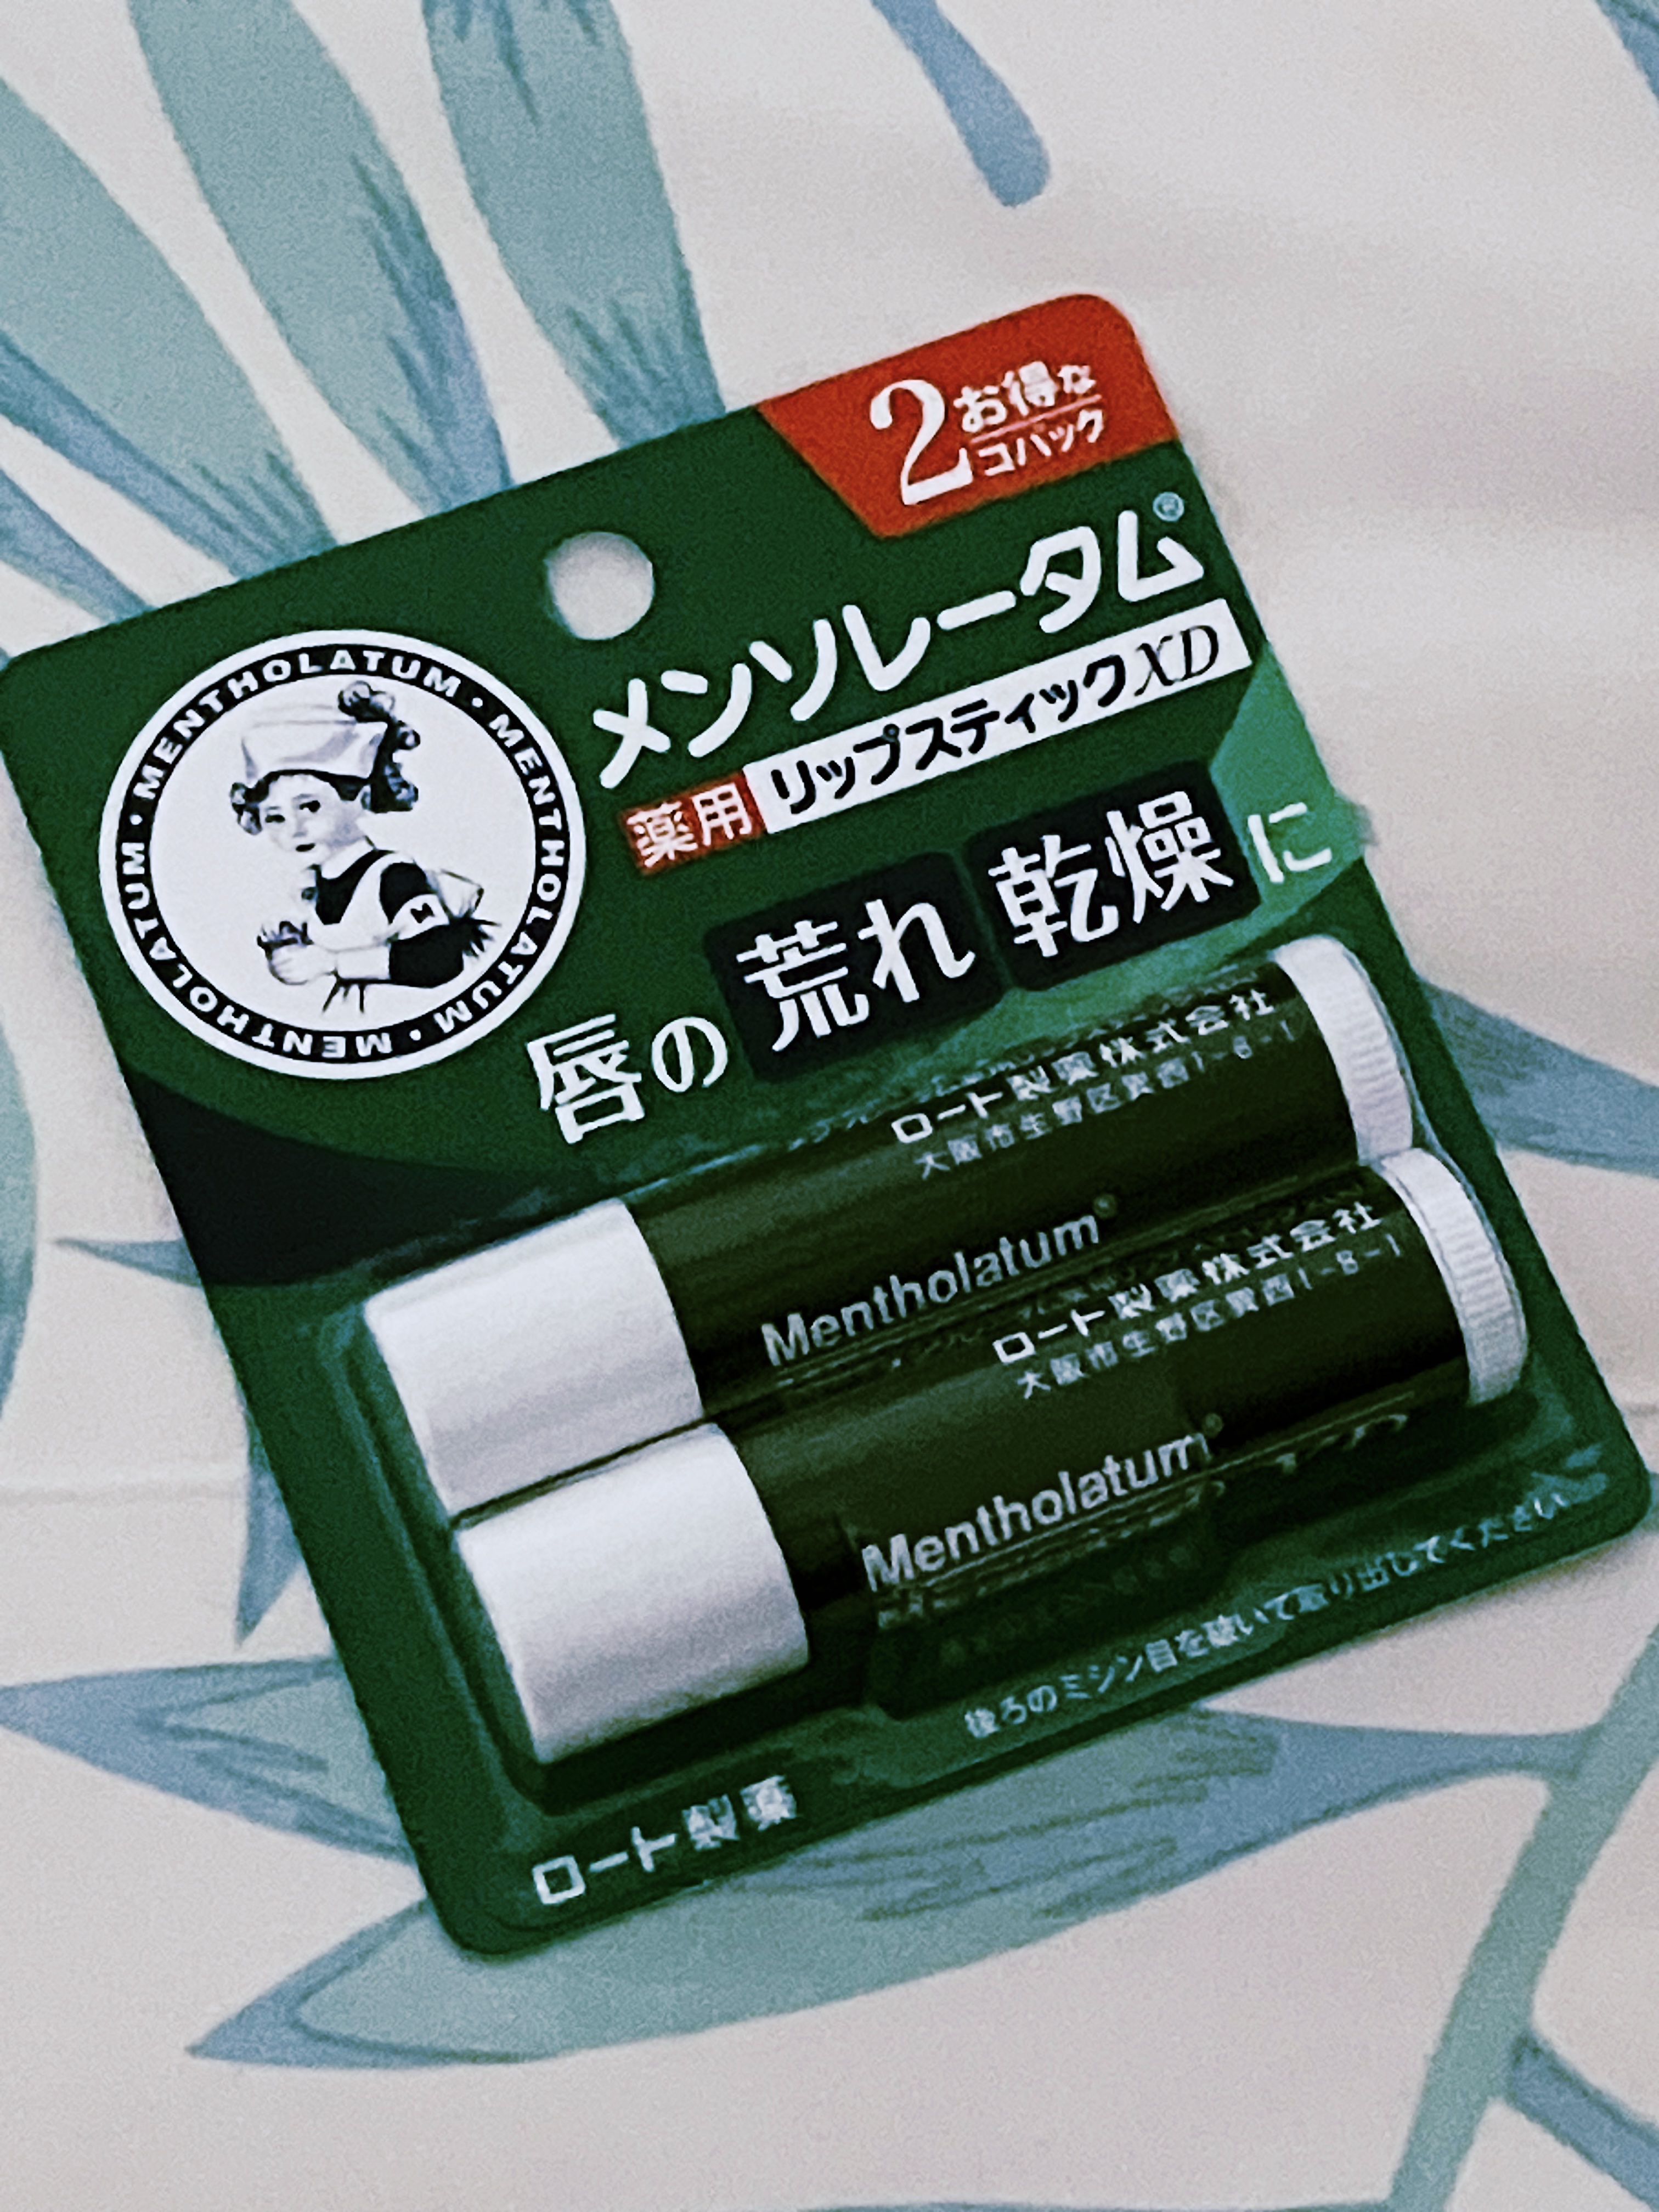 お得な
2コパック
メンソレータム®
薬用 リップスティックXD
MENTHOLATUM・MENTHOLATUM・MENTHOLATUM・MENTHOLATUM・
唇の 荒れ 乾燥 に
ロート製薬株式会社
大阪市生野区巽西1-8-1
Mentholatum®
ロート製薬株式会社
大阪市生野区巽西1-8-1
Mentholatum®
後ろのミシン目を破いて取り出してください。
ロート製薬